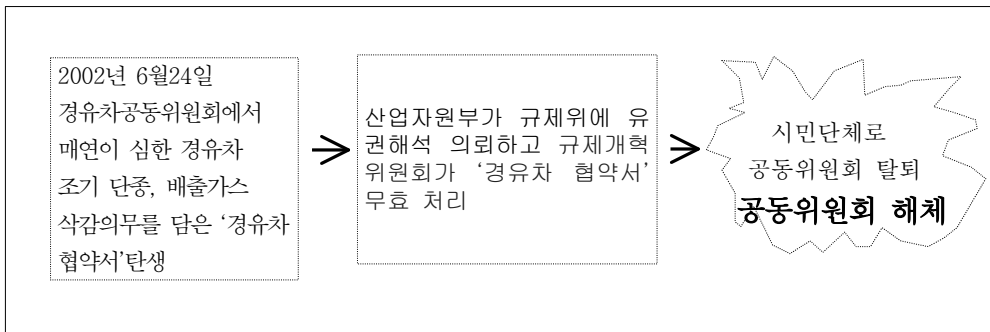 2002년 6월24일
경유차공동위원회에서
매연이 심한 경유차
조기 단종, 배출가스
삭감의무를 담은 ‘경유차
협약서’탄생
산업자원부가 규제위에 유
권해석 의뢰하고 규제개혁
위원회가 ‘경유차 협약서’
무효 처리
시민단체로
공동위원회 탈퇴
공동위원회 해체